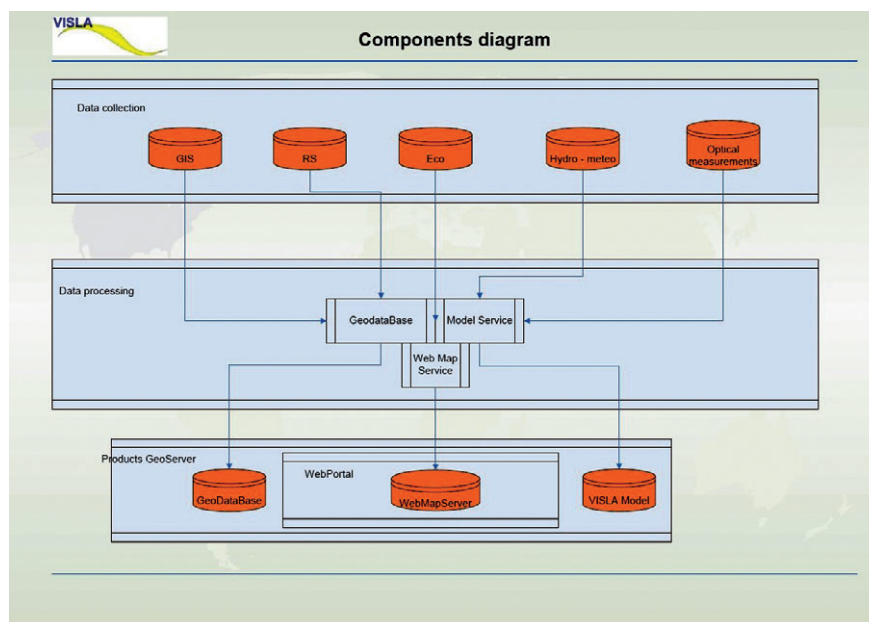 VISLA
Components diagram
Data collection
GIS
RS
Eco
Hydro - meteo
Optical
measurements
Data processing
GeodataBase
Model Service
Web Map
Service
Products GeoServer
WebPortal
GeoDataBase
WebMapServer
VISLA Model